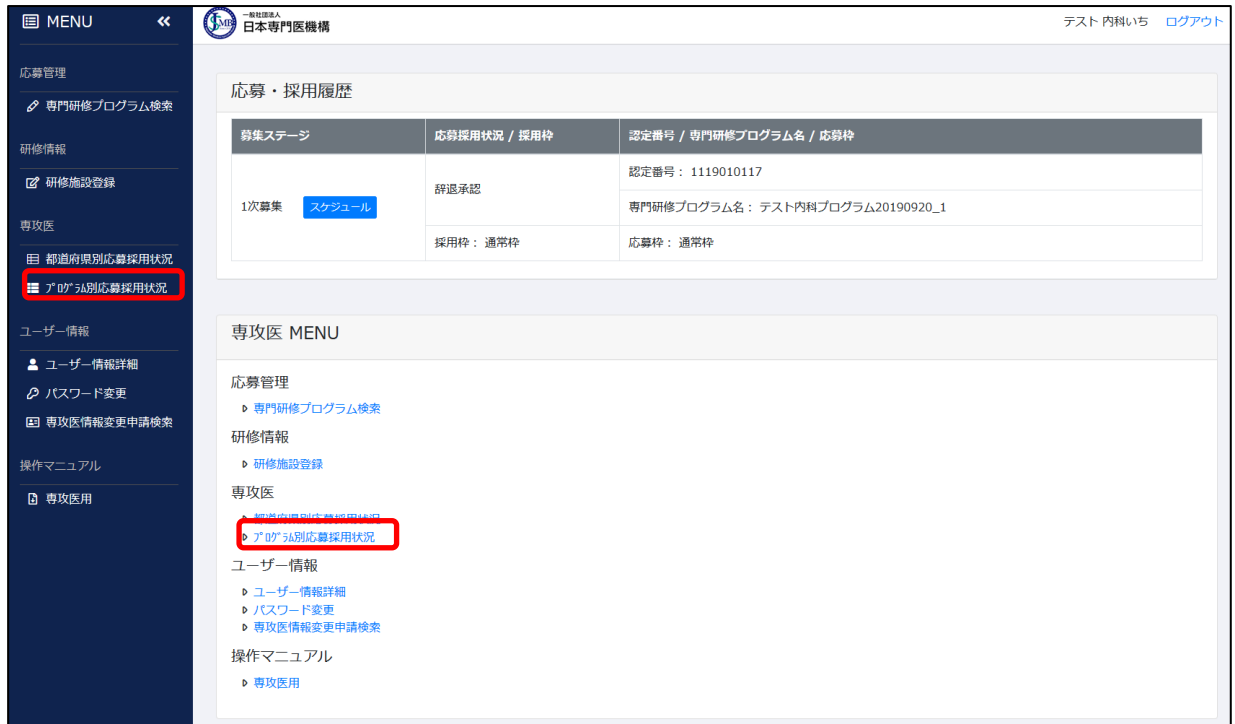 MENU
応募管理
専門研修プログラム検索
研修情報
研修施設登録
専攻医
都道府県別応募採用状況
ﾌﾟﾛｸﾞﾗﾑ別応募採用状況
ユーザー情報
ユーザー情報詳細
パスワード変更
専攻医情報変更申請検索
操作マニュアル
専攻医用
JSMB
一般社団法人
日本専門医機構
テスト 内科いち ログアウト
応募・採用履歴
募集ステージ 応募採用状況 / 採用枠 認定番号 / 専門研修プログラム名 / 応募枠
1次募集 スケジュール
辞退承認
認定番号： 1119010117
専門研修プログラム名： テスト内科プログラム20190920_1
採用枠： 通常枠 応募枠： 通常枠
専攻医 MENU
応募管理
専門研修プログラム検索
研修情報
研修施設登録
専攻医
都道府県別応募採用状況
ﾌﾟﾛｸﾞﾗﾑ別応募採用状況
ユーザー情報
ユーザー情報詳細
パスワード変更
専攻医情報変更申請検索
操作マニュアル
専攻医用